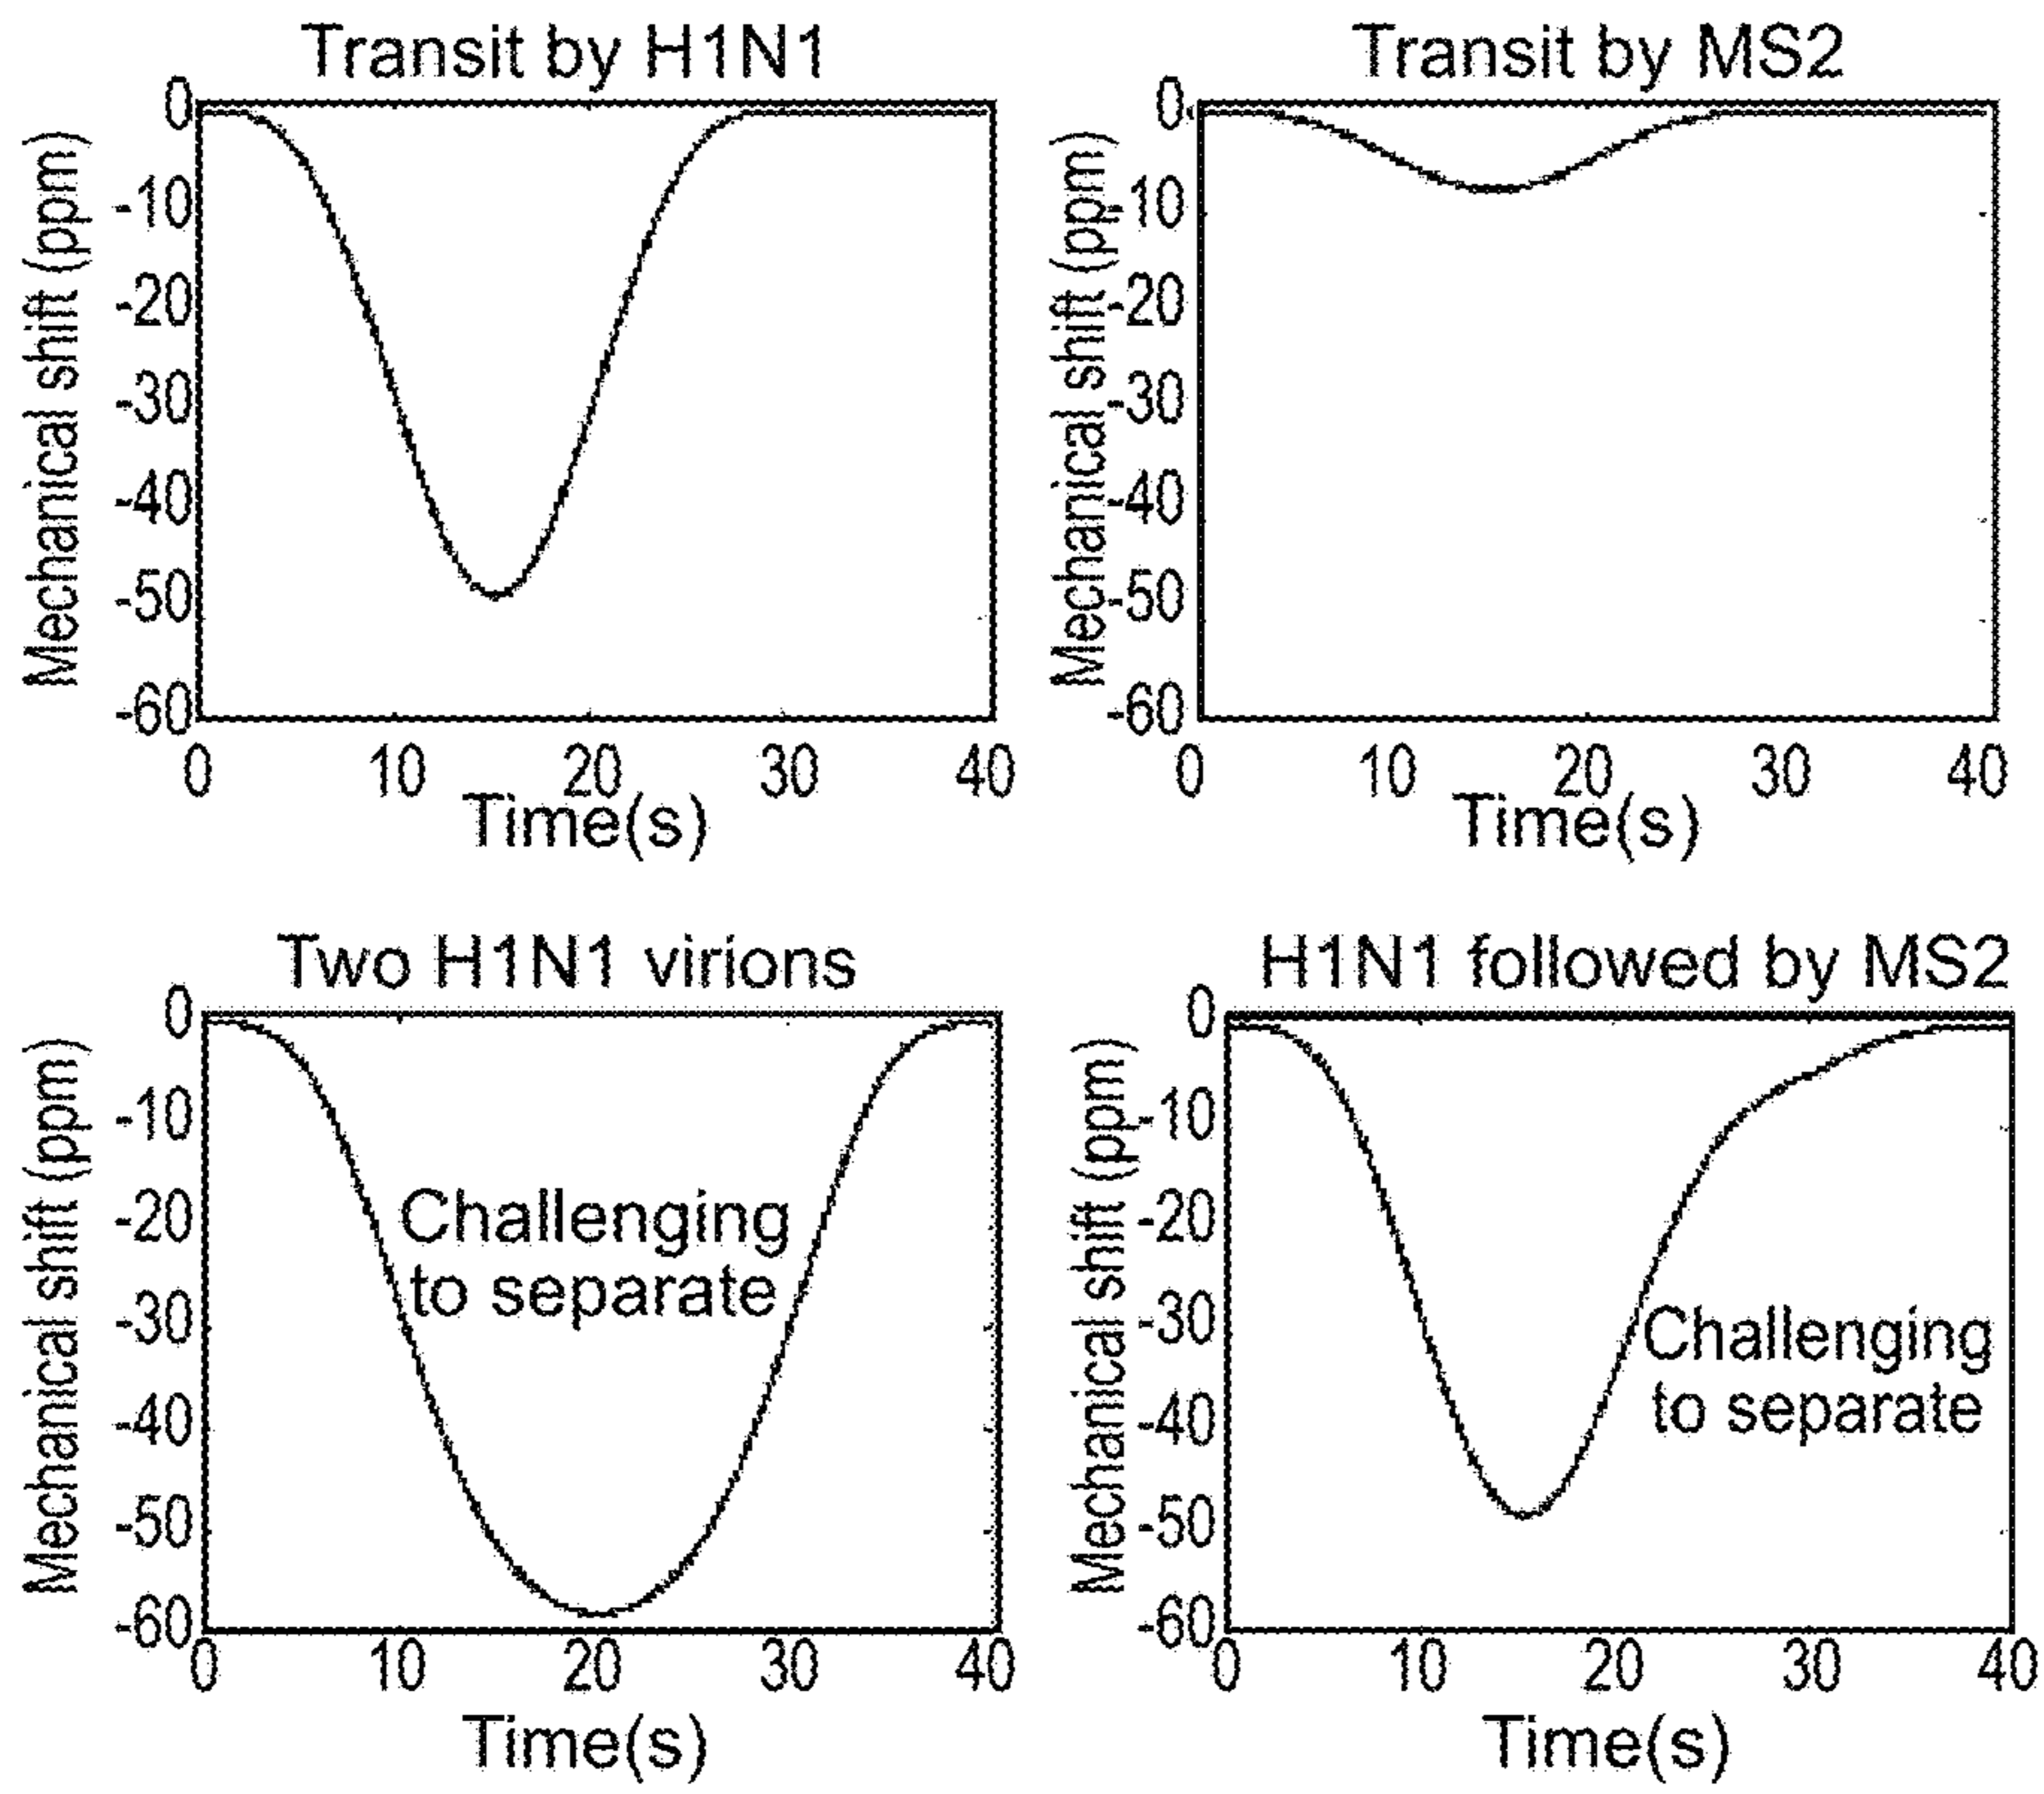 Transit by H1N1
Mechanical shift (ppm)
0
-10
-20
-30
-40
-50
-60
0 10 20 30 40
Time(s)
Transit by MS2
Mechanical shift (ppm)
0
-10
-20
-30
-40
-50
-60
0 10 20 30 40
Time(s)
Two H1N1 virions
Mechanical shift (ppm)
0
-10
-20
-30
-40
-50
-60
Challenging
to separate
0 10 20 30 40
Time(s)
H1N1 followed by MS2
Mechanical shift (ppm)
0
-10
-20
-30
-40
-50
-60
Challenging
to separate
0 10 20 30 40
Time(s)